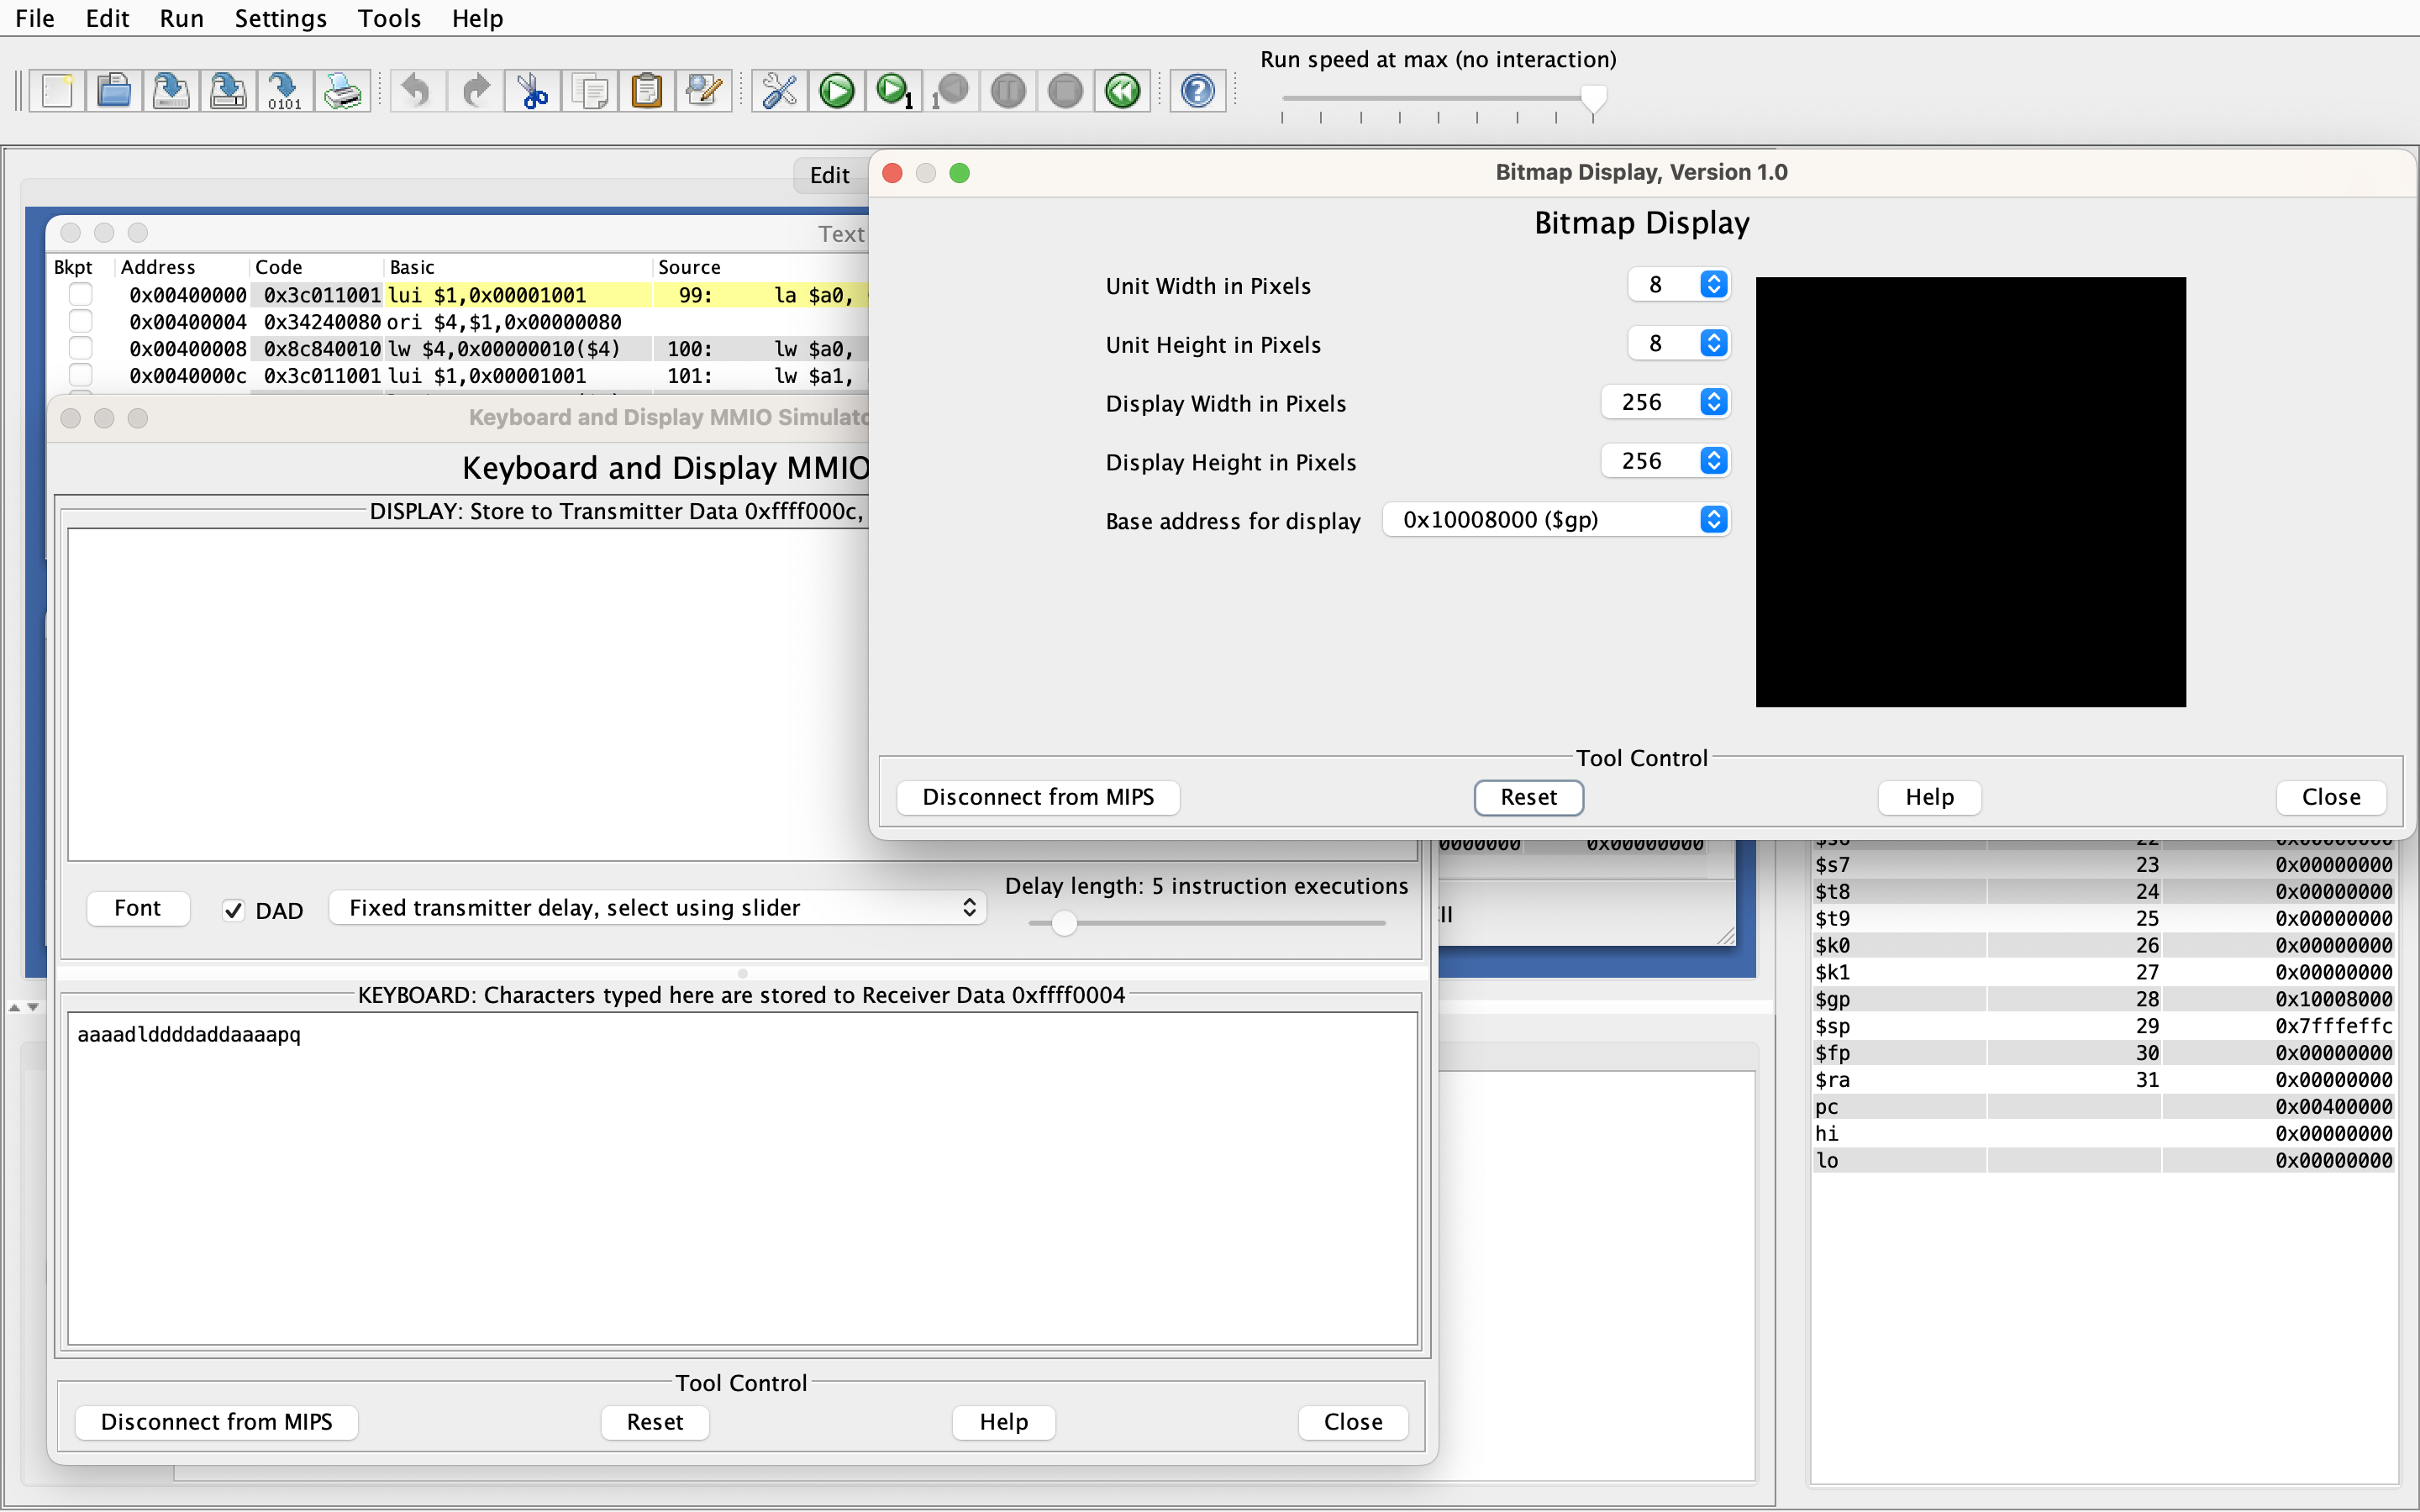 File Edit Run Settings Tools Help
Run speed at max (no interaction)
0101
1
1
Edit
Bitmap Display, Version 1.0
Bitmap Display
Unit Width in Pixels 8
Unit Height in Pixels 8
Display Width in Pixels 256
Display Height in Pixels 256
Base address for display 0x10008000 ($gp)
Tool Control
Disconnect from MIPS Reset Help Close
Text
Bkpt Address Code Basic Source
0x00400000 0x3c011001 lui $1,0x00001001 99: la $a0,
0x00400004 0x34240080 ori $4,$1,0x00000080
0x00400008 0x8c840010 lw $4,0x00000010($4) 100: lw $a0,
0x0040000c 0x3c011001 lui $1,0x00001001 101: lw $a1,
Keyboard and Display MMIO Simulato
Keyboard and Display MMIO
DISPLAY: Store to Transmitter Data 0xffff000c,
Font DAD Fixed transmitter delay, select using slider Delay length: 5 instruction executions
KEYBOARD: Characters typed here are stored to Receiver Data 0xffff0004
aaaadlddddaddaaaapq
Tool Control
Disconnect from MIPS Reset Help Close
0000000 0x00000000
$s6 22 0x00000000
$s7 23 0x00000000
$t8 24 0x00000000
$t9 25 0x00000000
$k0 26 0x00000000
$k1 27 0x00000000
$gp 28 0x10008000
$sp 29 0x7fffeffc
$fp 30 0x00000000
$ra 31 0x00000000
pc 0x00400000
hi 0x00000000
lo 0x00000000